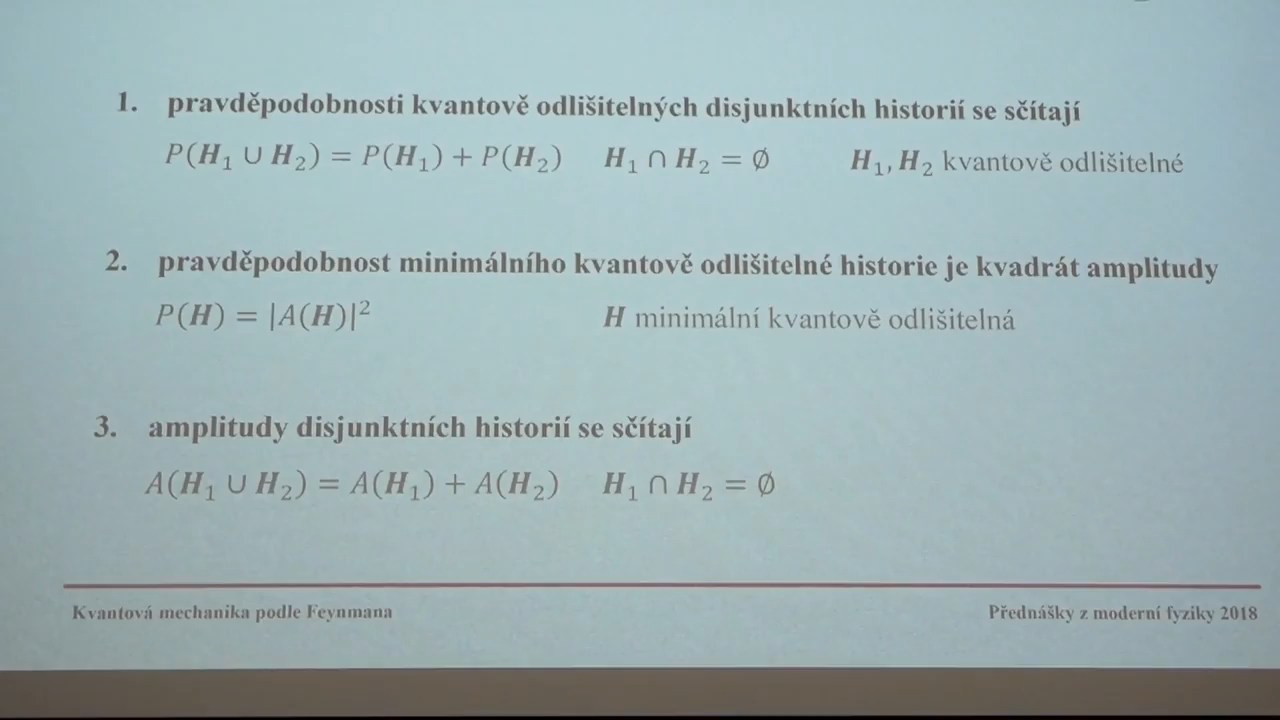 1. pravděpodobnosti kvantově odlišitelných disjunktních historií se sčítají
P(H₁ ∪ H₂) = P(H₁) + P(H₂) H₁ ∩ H₂ = ∅ H₁, H₂ kvantově odlišitelné
2. pravděpodobnost minimálního kvantově odlišitelné historie je kvadrát amplitudy
P(H) = |A(H)|² H minimální kvantově odlišitelná
3. amplitudy disjunktních historií se sčítají
A(H₁ ∪ H₂) = A(H₁) + A(H₂) H₁ ∩ H₂ = ∅
Kvantová mechanika podle Feynmana Přednášky z moderní fyziky 2018